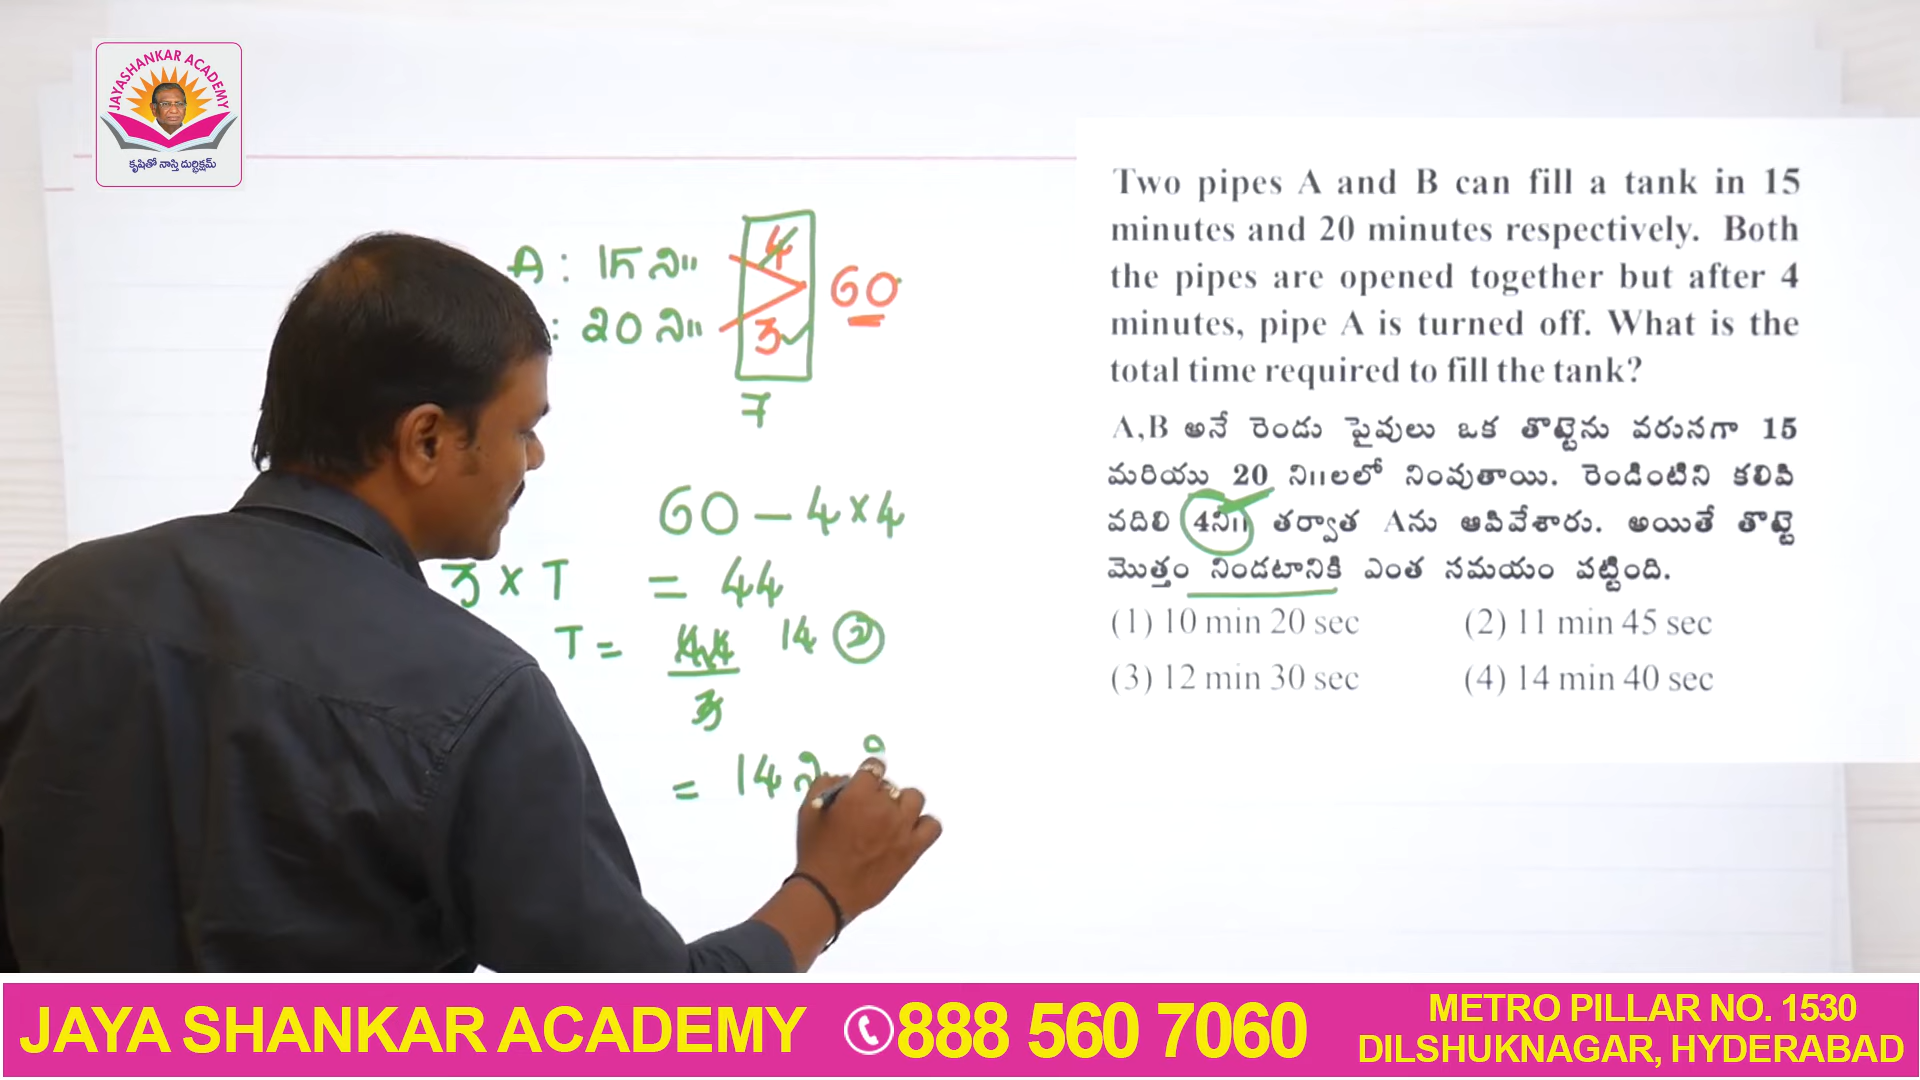 JAYASHANKAR ACADEMY
కృషితో నాస్తి దుర్భిక్షమ్
A : 15 ని॥
: 20 ని॥
4
3
60
7
60 - 4 × 4
3 × T = 44
T = 44 14 2
3
= 14 ని
Two pipes A and B can fill a tank in 15
minutes and 20 minutes respectively. Both
the pipes are opened together but after 4
minutes, pipe A is turned off. What is the
total time required to fill the tank?
A,B అనే రెండు పైవులు ఒక తొట్టెను వరుసగా 15
మరియు 20 ని॥లలో నింపుతాయి. రెండింటిని కలిపి
వదిలి 4ని॥ తర్వాత Aను ఆపివేశారు. అయితే తొట్టె
మొత్తం నిండటానికి ఎంత సమయం పట్టింది.
(1) 10 min 20 sec (2) 11 min 45 sec
(3) 12 min 30 sec (4) 14 min 40 sec
JAYA SHANKAR ACADEMY 888 560 7060
METRO PILLAR NO. 1530
DILSHUKNAGAR, HYDERABAD